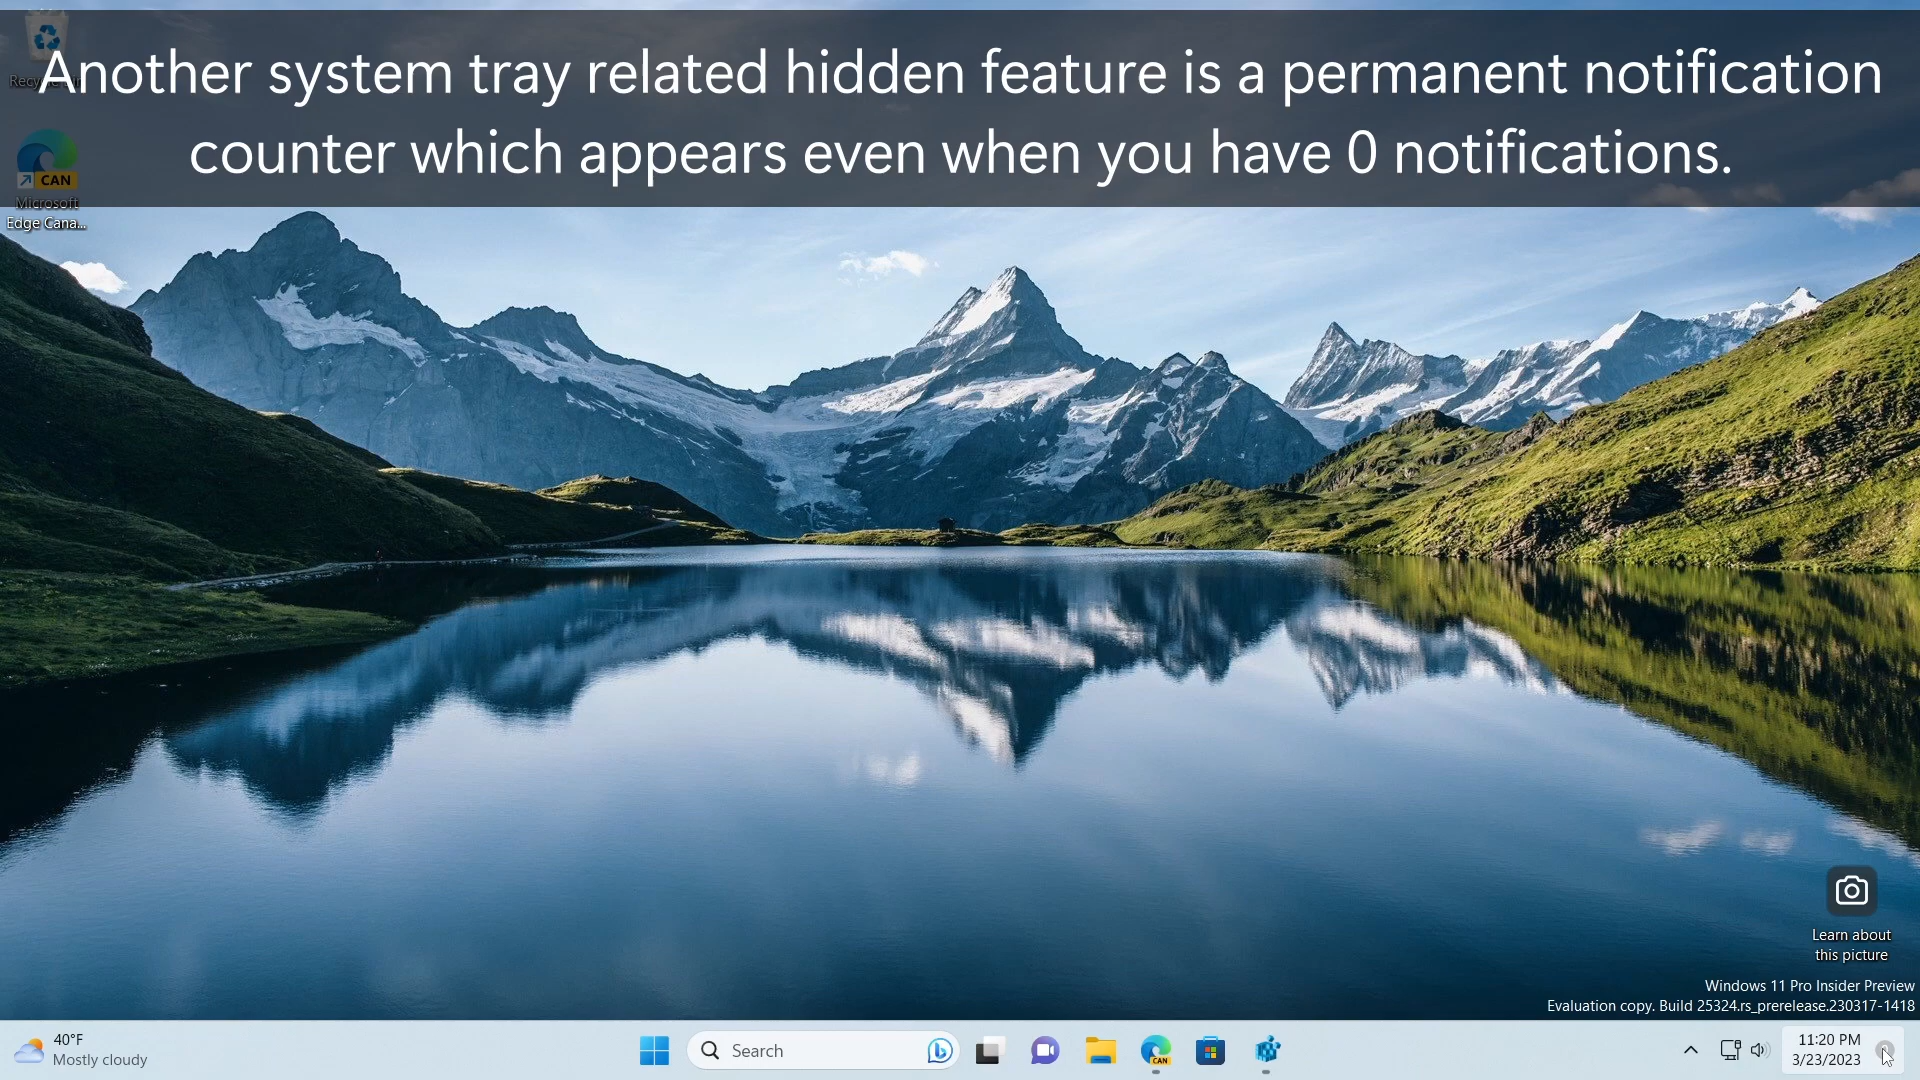 Another system tray related hidden feature is a permanent notification
counter which appears even when you have 0 notifications.
CAN
Microsoft
Edge Cana...
Learn about
this picture
Windows 11 Pro Insider Preview
Evaluation copy. Build 25324.rs_prerelease.230317-1418
40°F
Mostly cloudy
Search
CAN
11:20 PM
3/23/2023